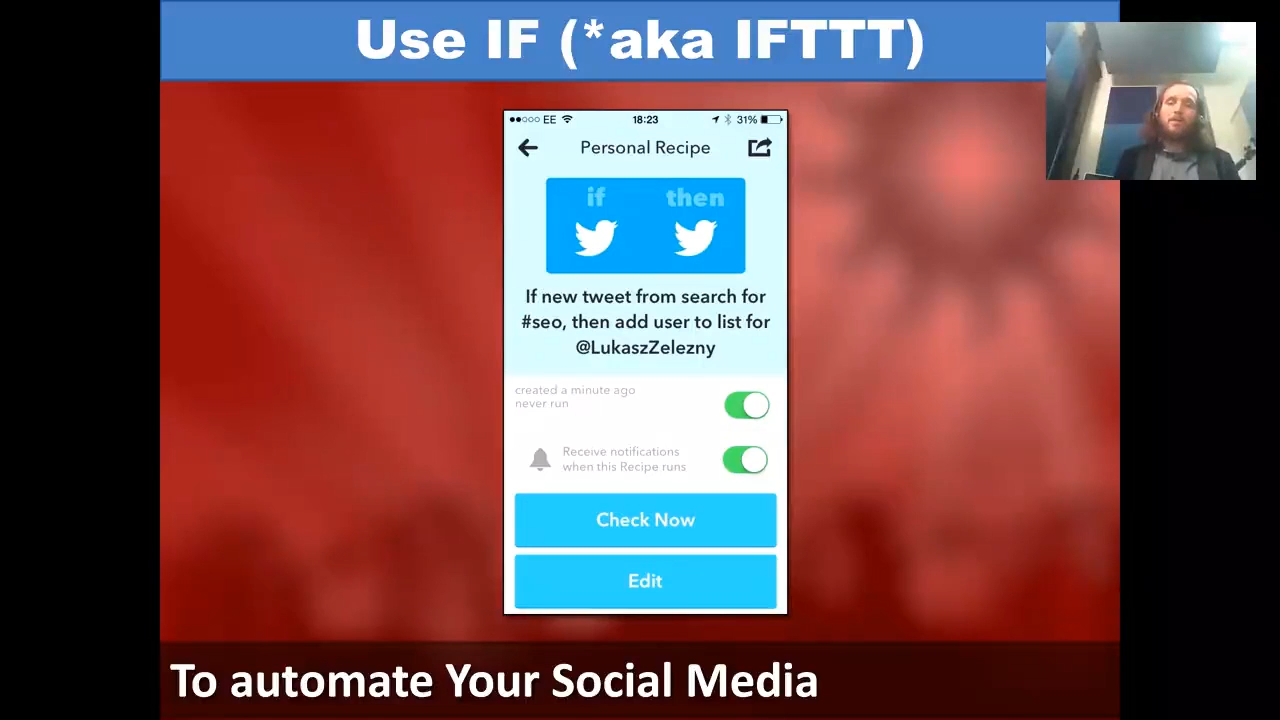 Use IF (*aka IFTTT)
EE 18:23 31%
Personal Recipe
if then
If new tweet from search for
#seo, then add user to list for
@LukaszZelezny
created a minute ago
never run
Receive notifications
when this Recipe runs
Check Now
Edit
To automate Your Social Media